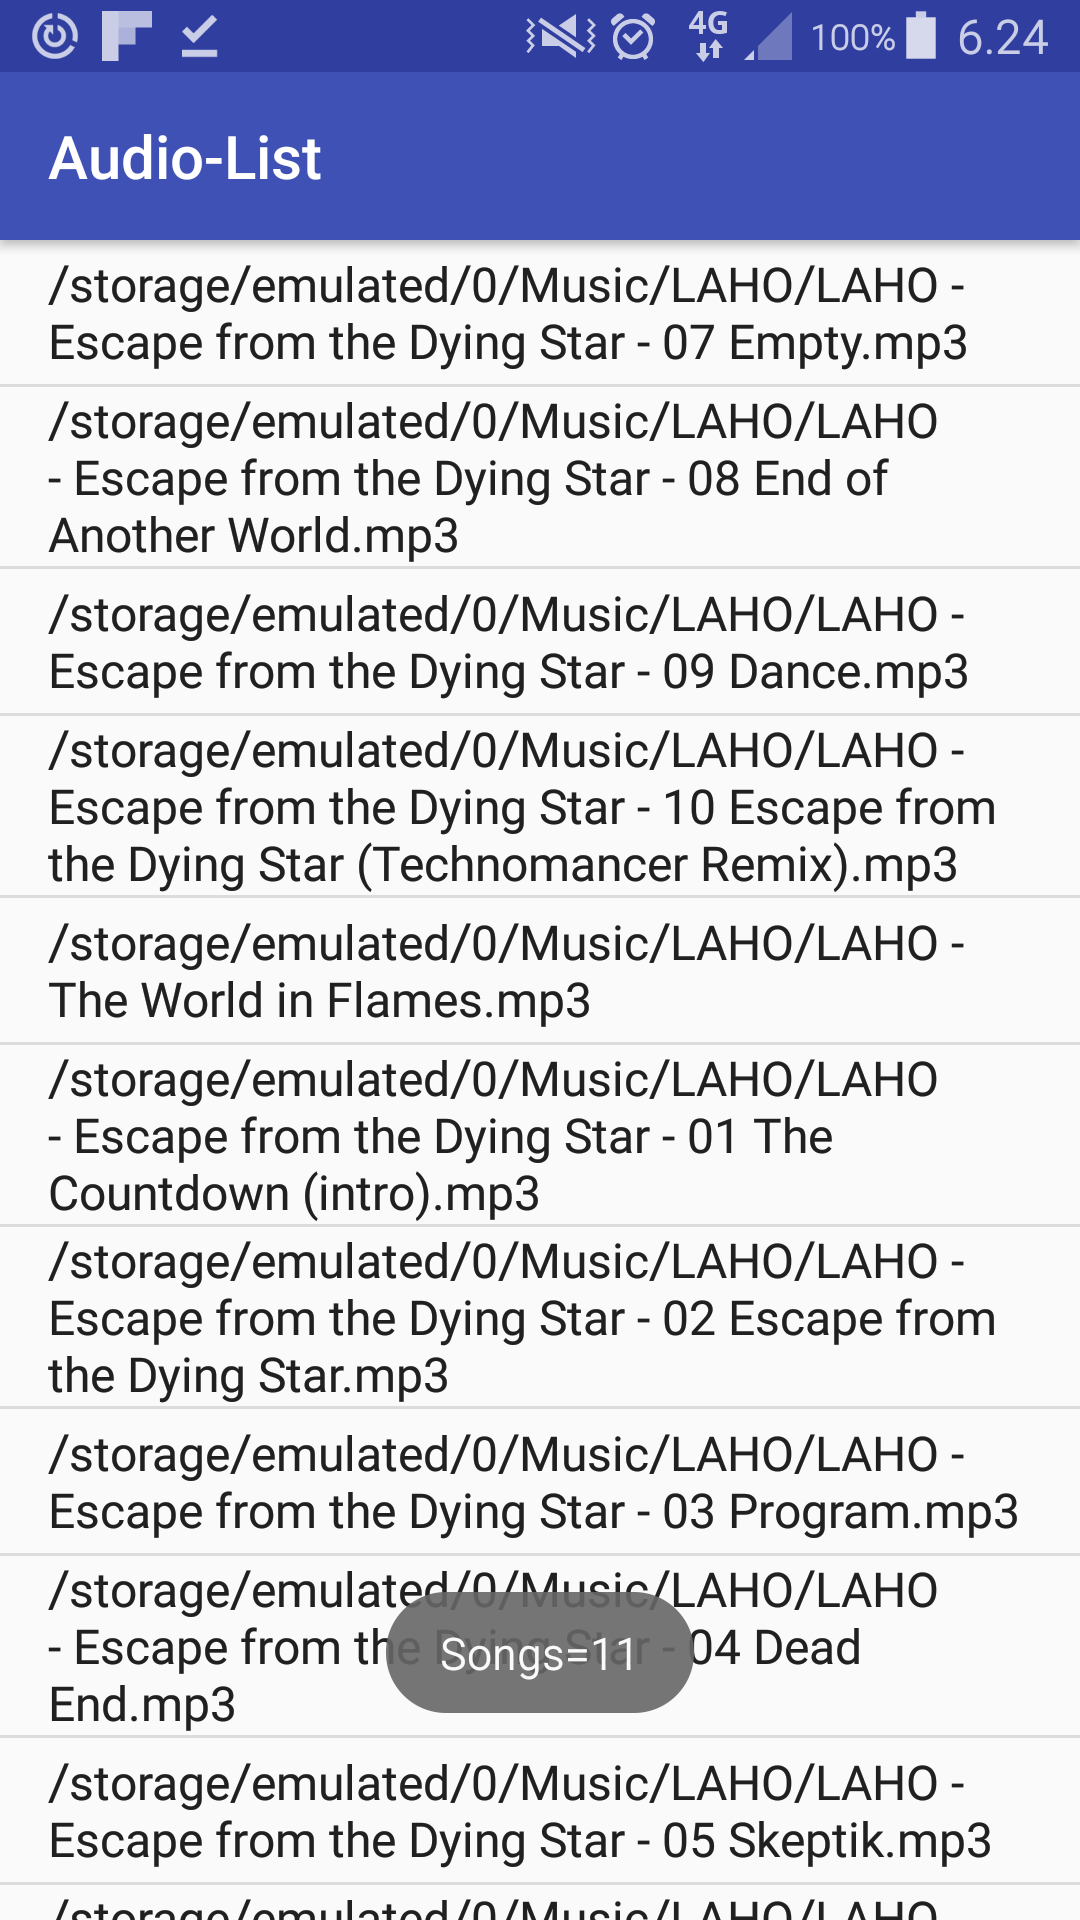 4G 100% 6.24
Audio-List
/storage/emulated/0/Music/LAHO/LAHO -
Escape from the Dying Star - 07 Empty.mp3
/storage/emulated/0/Music/LAHO/LAHO
- Escape from the Dying Star - 08 End of
Another World.mp3
/storage/emulated/0/Music/LAHO/LAHO -
Escape from the Dying Star - 09 Dance.mp3
/storage/emulated/0/Music/LAHO/LAHO -
Escape from the Dying Star - 10 Escape from
the Dying Star (Technomancer Remix).mp3
/storage/emulated/0/Music/LAHO/LAHO -
The World in Flames.mp3
/storage/emulated/0/Music/LAHO/LAHO
- Escape from the Dying Star - 01 The
Countdown (intro).mp3
/storage/emulated/0/Music/LAHO/LAHO -
Escape from the Dying Star - 02 Escape from
the Dying Star.mp3
/storage/emulated/0/Music/LAHO/LAHO -
Escape from the Dying Star - 03 Program.mp3
/storage/emulated/0/Music/LAHO/LAHO
- Escape from the Dying Star - 04 Dead
End.mp3
Songs=11
/storage/emulated/0/Music/LAHO/LAHO -
Escape from the Dying Star - 05 Skeptik.mp3
/storage/emulated/0/Music/LAHO/LAHO